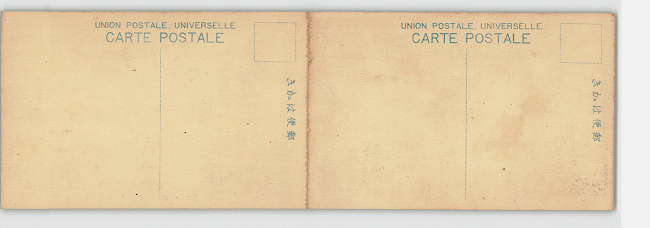 UNION POSTALE. UNIVERSELLE
CARTE POSTALE
郵便はかき
UNION POSTALE. UNIVERSELLE
CARTE POSTALE
郵便はかき